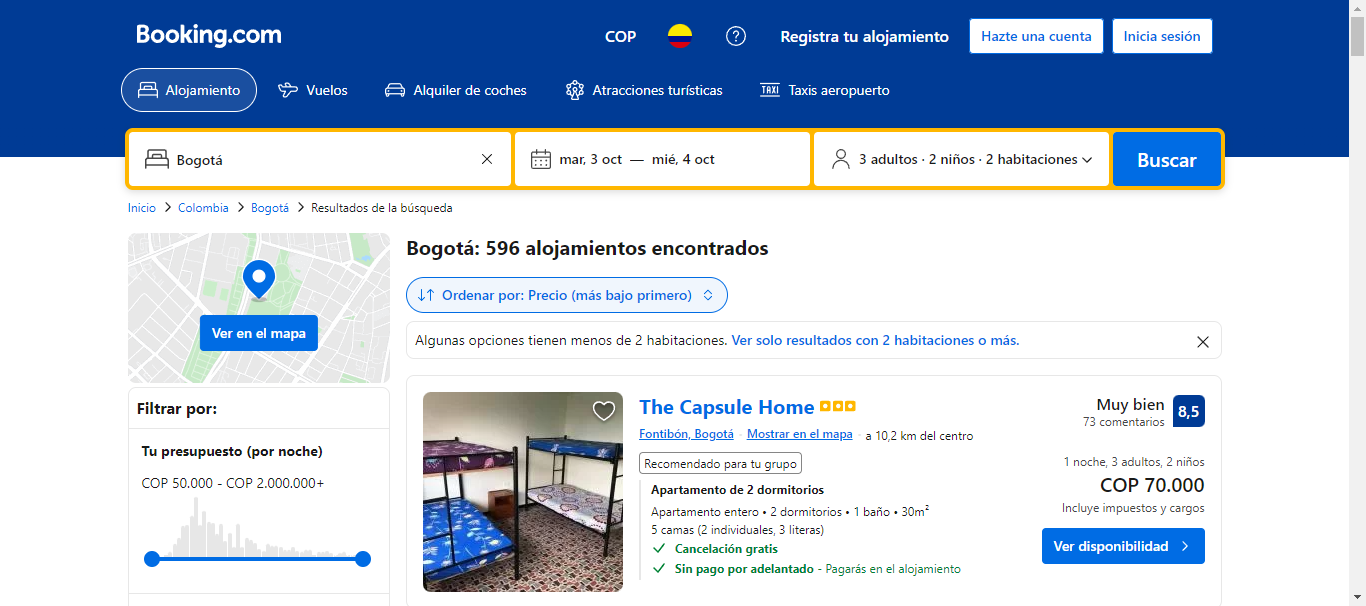 Booking.com
COP
Registra tu alojamiento
Hazte una cuenta
Inicia sesión
Alojamiento
Vuelos
Alquiler de coches
Atracciones turísticas
TAXI Taxis aeropuerto
Bogotá
mar, 3 oct — mié, 4 oct
3 adultos · 2 niños · 2 habitaciones
Buscar
Inicio > Colombia > Bogotá > Resultados de la búsqueda
Ver en el mapa
Filtrar por:
Tu presupuesto (por noche)
COP 50.000 - COP 2.000.000+
Bogotá: 596 alojamientos encontrados
Ordenar por: Precio (más bajo primero)
Algunas opciones tienen menos de 2 habitaciones. Ver solo resultados con 2 habitaciones o más.
The Capsule Home
Fontibón, Bogotá · Mostrar en el mapa · a 10,2 km del centro
Recomendado para tu grupo
Apartamento de 2 dormitorios
Apartamento entero • 2 dormitorios • 1 baño • 30m²
5 camas (2 individuales, 3 literas)
Cancelación gratis
Sin pago por adelantado - Pagarás en el alojamiento
Muy bien 8,5
73 comentarios
1 noche, 3 adultos, 2 niños
COP 70.000
Incluye impuestos y cargos
Ver disponibilidad